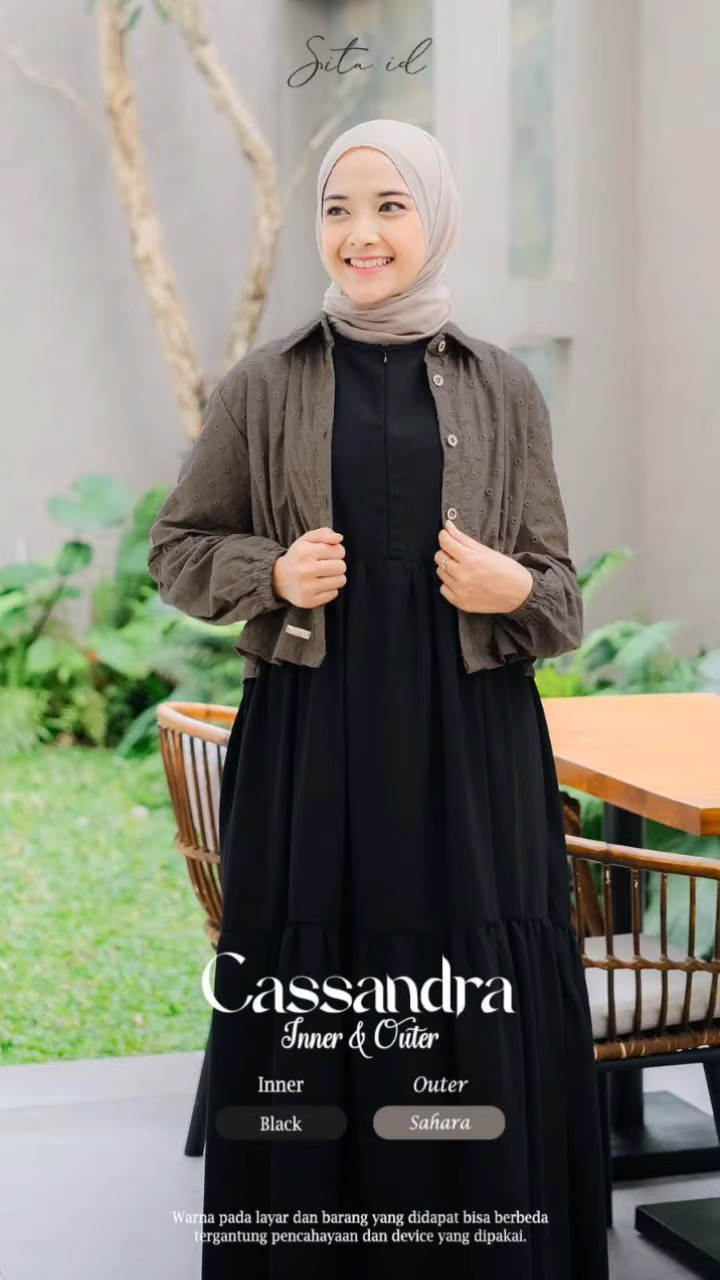 Sita id
Cassandra
Inner & Outer
Inner Outer
Black Sahara
Warna pada layar dan barang yang didapat bisa berbeda
tergantung pencahayaan dan device yang dipakai.